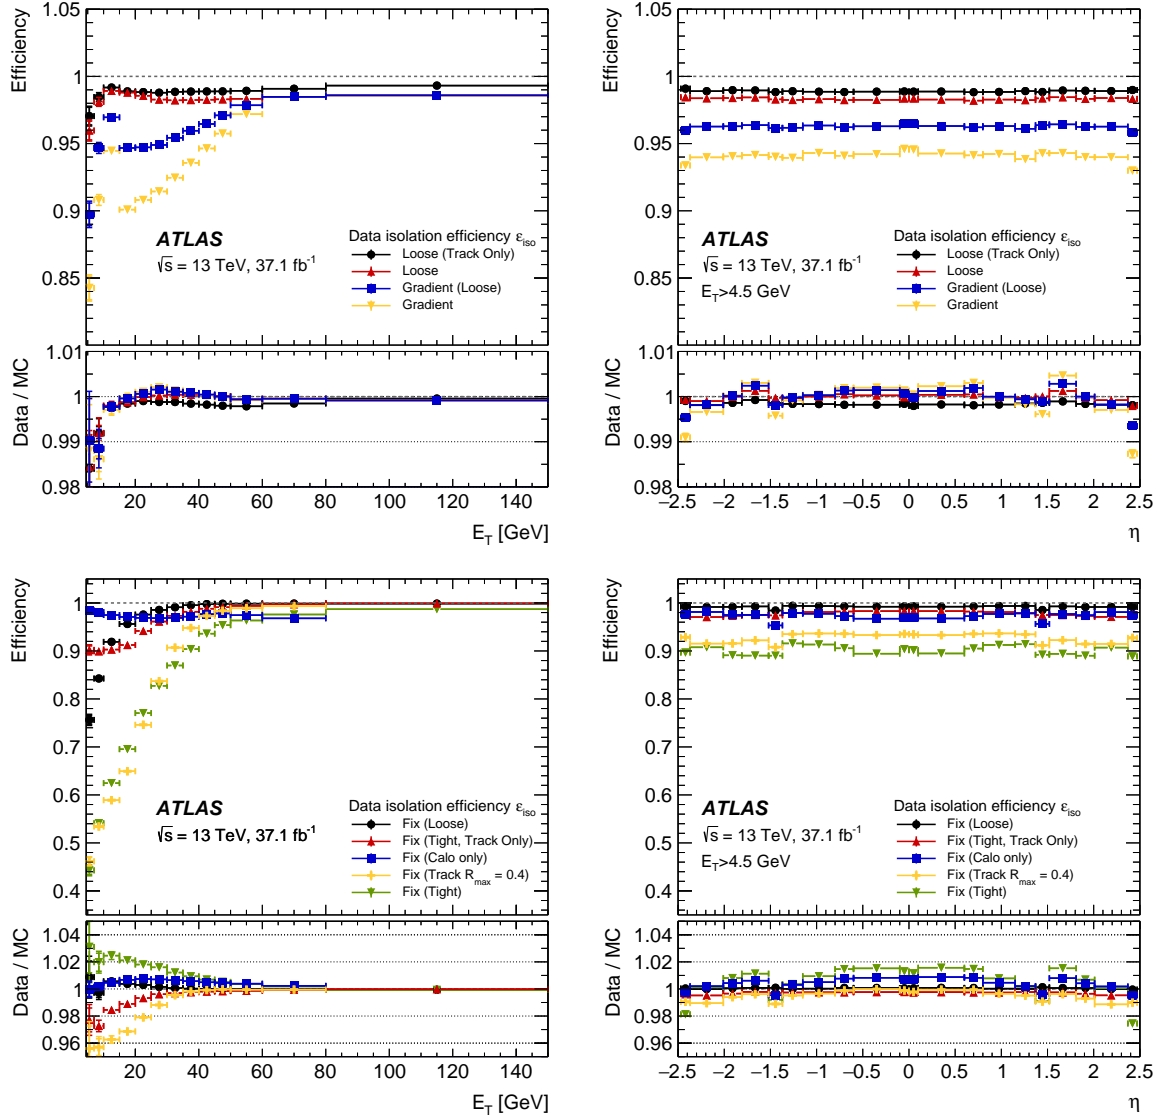 Efficiency
1.05
1
0.95
0.9
0.85
ATLAS
√s = 13 TeV, 37.1 fb⁻¹
Data isolation efficiency ε_iso
Loose (Track Only)
Loose
Gradient (Loose)
Gradient
Data / MC
1.01
1
0.99
0.98
20 40 60 80 100 120 140
E_T [GeV]
Efficiency
1.05
1
0.95
0.9
0.85
ATLAS
√s = 13 TeV, 37.1 fb⁻¹
E_T>4.5 GeV
Data isolation efficiency ε_iso
Loose (Track Only)
Loose
Gradient (Loose)
Gradient
Data / MC
1.01
1
0.99
0.98
−2.5 −2 −1.5 −1 −0.5 0 0.5 1 1.5 2 2.5
η
Efficiency
1
0.9
0.8
0.7
0.6
0.5
0.4
ATLAS
√s = 13 TeV, 37.1 fb⁻¹
Data isolation efficiency ε_iso
Fix (Loose)
Fix (Tight, Track Only)
Fix (Calo only)
Fix (Track R_max = 0.4)
Fix (Tight)
Data / MC
1.04
1.02
1
0.98
0.96
20 40 60 80 100 120 140
E_T [GeV]
Efficiency
1
0.9
0.8
0.7
0.6
0.5
0.4
ATLAS
√s = 13 TeV, 37.1 fb⁻¹
E_T>4.5 GeV
Data isolation efficiency ε_iso
Fix (Loose)
Fix (Tight, Track Only)
Fix (Calo only)
Fix (Track R_max = 0.4)
Fix (Tight)
Data / MC
1.04
1.02
1
0.98
0.96
−2.5 −2 −1.5 −1 −0.5 0 0.5 1 1.5 2 2.5
η